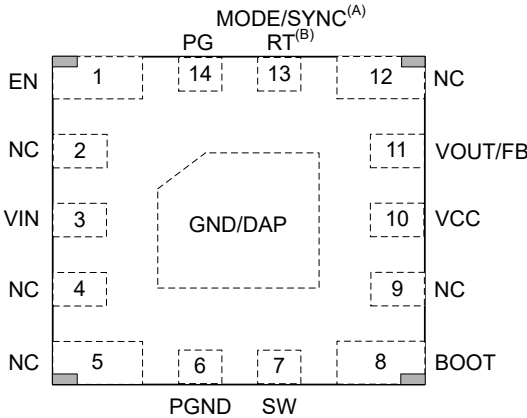 MODE/SYNC(A)
PG RT(B)
EN 1 14 13 12 NC
NC 2 11 VOUT/FB
VIN 3 GND/DAP 10 VCC
NC 4 9 NC
NC 5 6 7 8 BOOT
PGND SW